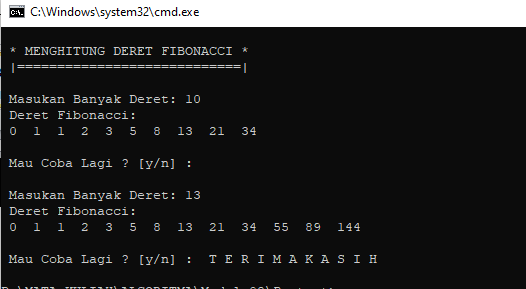 C:\Windows\system32\cmd.exe
* MENGHITUNG DERET FIBONACCI *
|============================|
Masukan Banyak Deret: 10
Deret Fibonacci:
0 1 1 2 3 5 8 13 21 34
Mau Coba Lagi ? [y/n] :
Masukan Banyak Deret: 13
Deret Fibonacci:
0 1 1 2 3 5 8 13 21 34 55 89 144
Mau Coba Lagi ? [y/n] : T E R I M A K A S I H